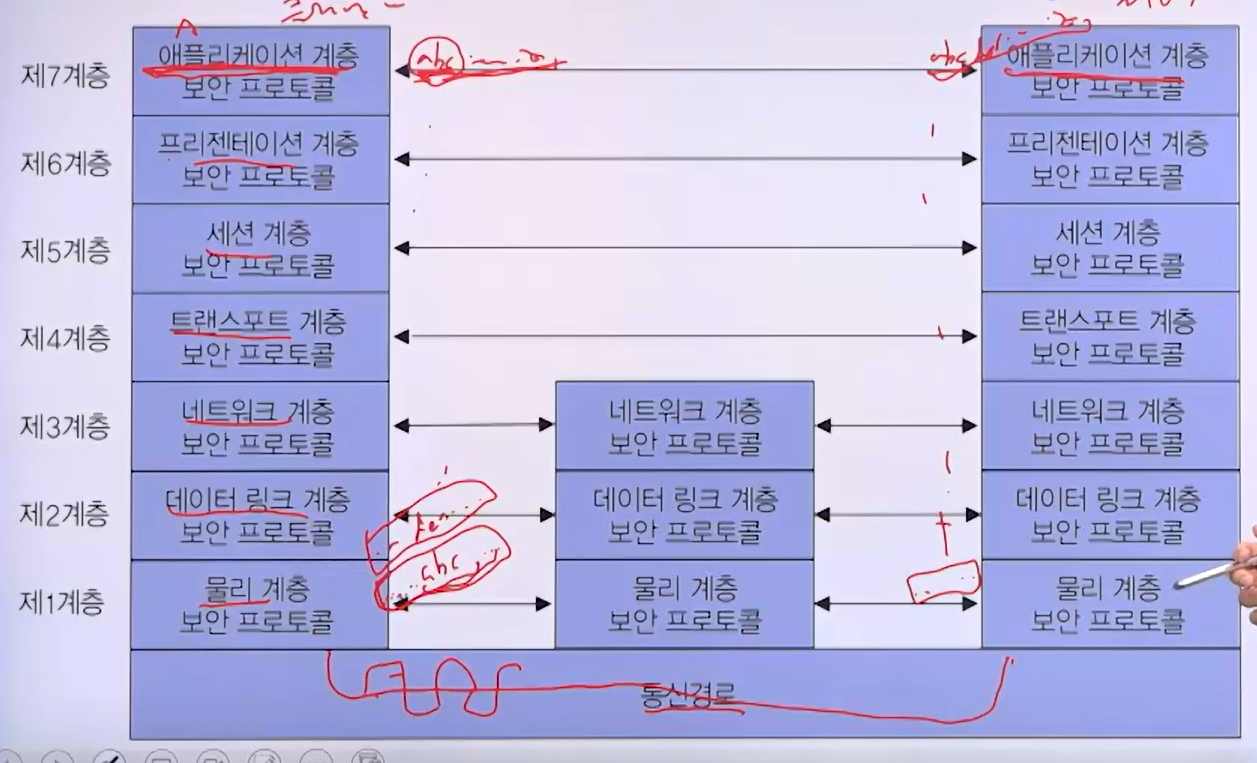 제7계층
애플리케이션 계층
보안 프로토콜
abc
abc
애플리케이션 계층
보안 프로토콜
제6계층
프리젠테이션 계층
보안 프로토콜
프리젠테이션 계층
보안 프로토콜
제5계층
세션 계층
보안 프로토콜
세션 계층
보안 프로토콜
제4계층
트랜스포트 계층
보안 프로토콜
트랜스포트 계층
보안 프로토콜
제3계층
네트워크 계층
보안 프로토콜
네트워크 계층
보안 프로토콜
네트워크 계층
보안 프로토콜
제2계층
데이터 링크 계층
보안 프로토콜
데이터 링크 계층
보안 프로토콜
데이터 링크 계층
보안 프로토콜
제1계층
물리 계층
보안 프로토콜
abc
물리 계층
보안 프로토콜
물리 계층
보안 프로토콜
통신경로